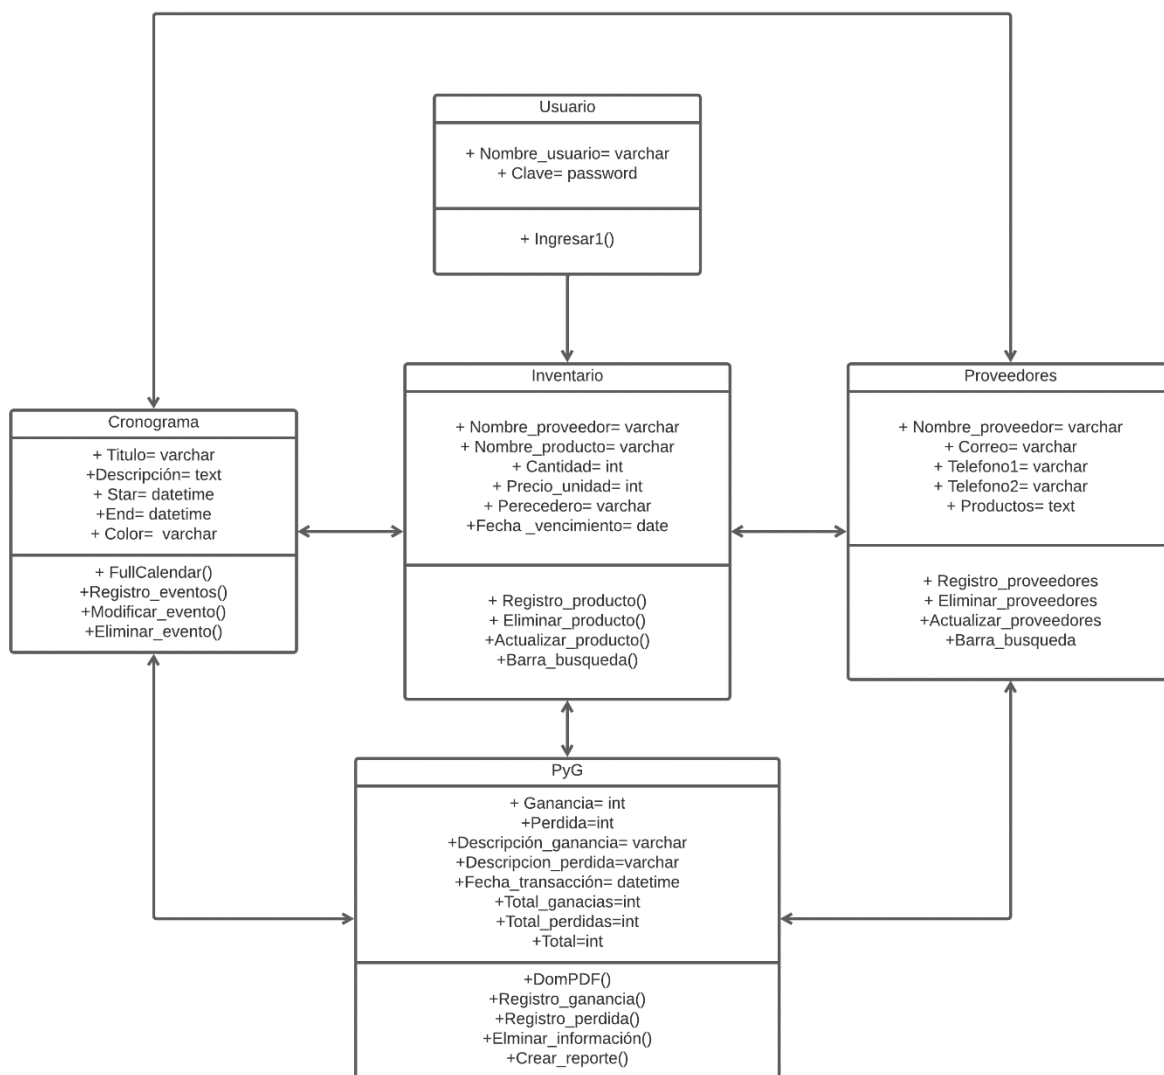 Usuario
+ Nombre_usuario= varchar
+ Clave= password
+ Ingresar1()
Cronograma
+ Titulo= varchar
+Descripción= text
+ Star= datetime
+End= datetime
+ Color=  varchar
+ FullCalendar()
+Registro_eventos()
+Modificar_evento()
+Eliminar_evento()
Inventario
+ Nombre_proveedor= varchar
+ Nombre_producto= varchar
+ Cantidad= int
+ Precio_unidad= int
+ Perecedero= varchar
+Fecha _vencimiento= date
+ Registro_producto()
+ Eliminar_producto()
+Actualizar_producto()
+Barra_busqueda()
Proveedores
+ Nombre_proveedor= varchar
+ Correo= varchar
+ Telefono1= varchar
+ Telefono2= varchar
+ Productos= text
+ Registro_proveedores
+ Eliminar_proveedores
+Actualizar_proveedores
+Barra_busqueda
PyG
+ Ganancia= int
+Perdida=int
+Descripción_ganancia= varchar
+Descripcion_perdida=varchar
+Fecha_transacción= datetime
+Total_ganacias=int
+Total_perdidas=int
+Total=int
+DomPDF()
+Registro_ganancia()
+Registro_perdida()
+Elminar_información()
+Crear_reporte()